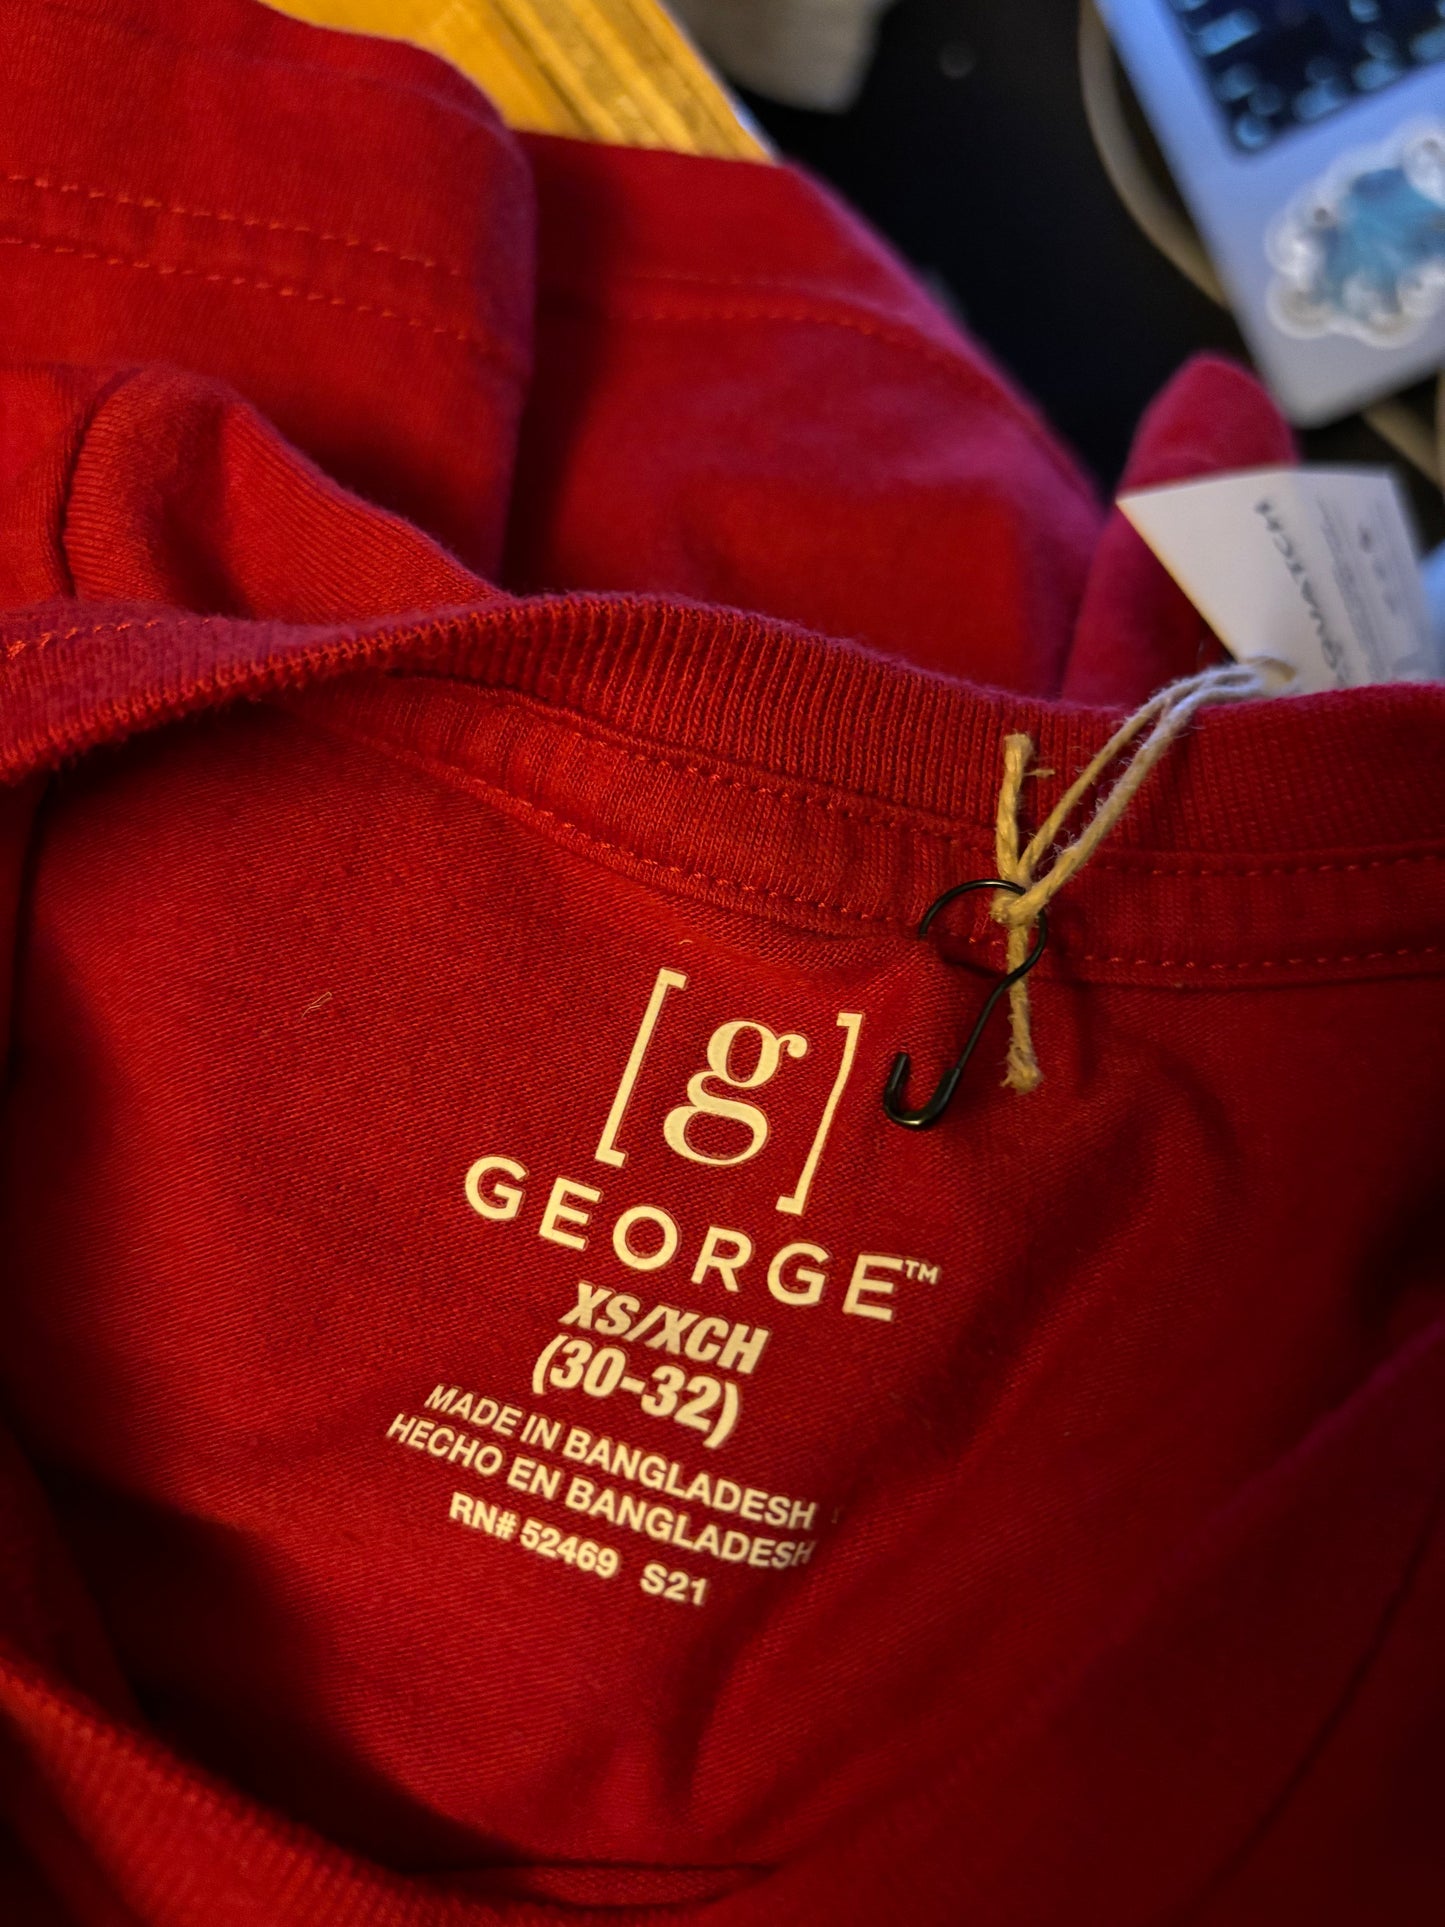 [g]
GEORGE™
XS/XCH
(30-32)
MADE IN BANGLADESH
HECHO EN BANGLADESH
RN# 52469 S21